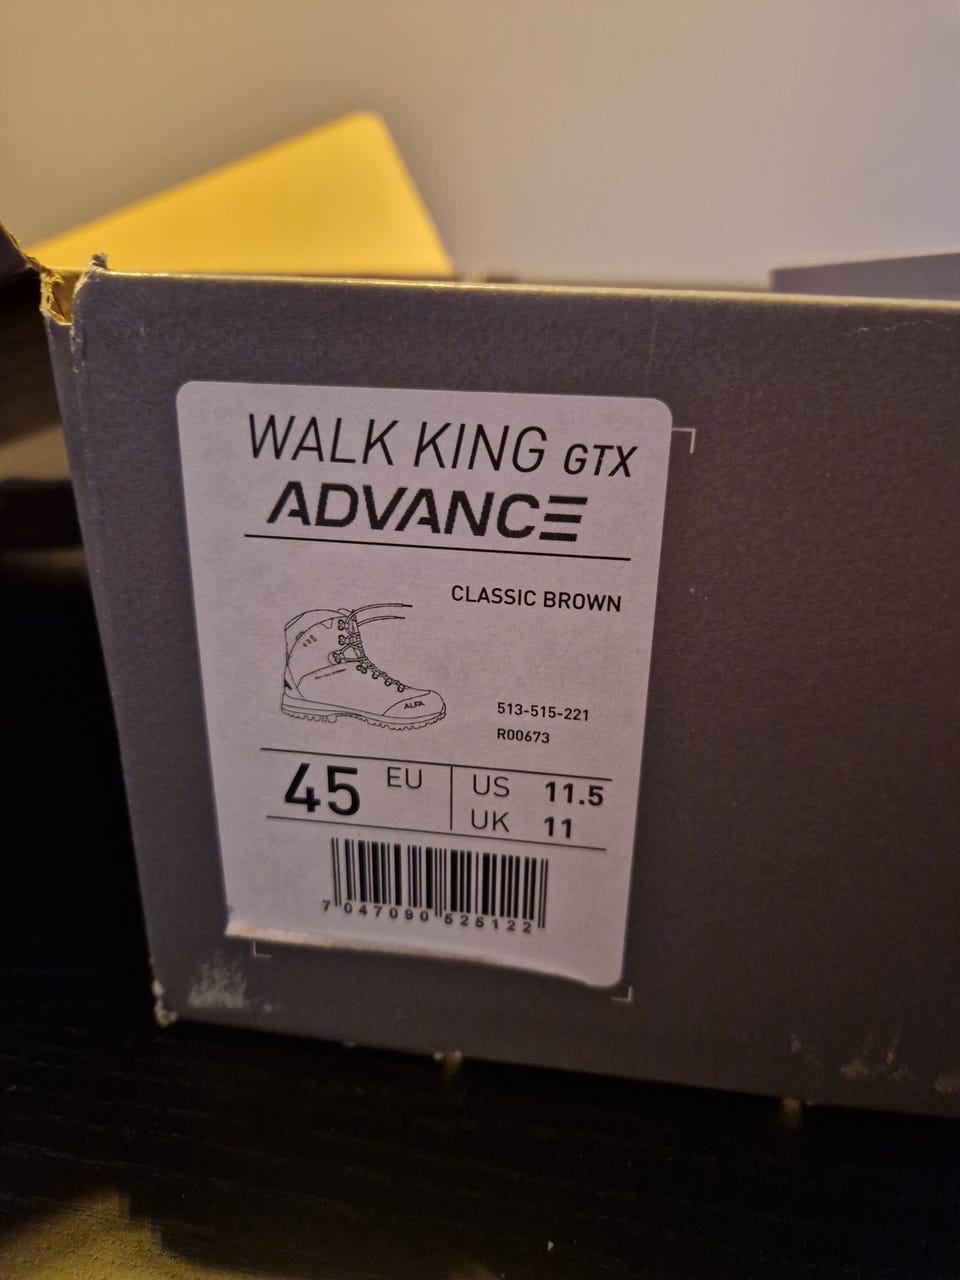 WALK KING GTX
ADVANCE
CLASSIC BROWN
ALFA
513-515-221
R00673
45 EU
US 11.5
UK 11
7 047090 525122